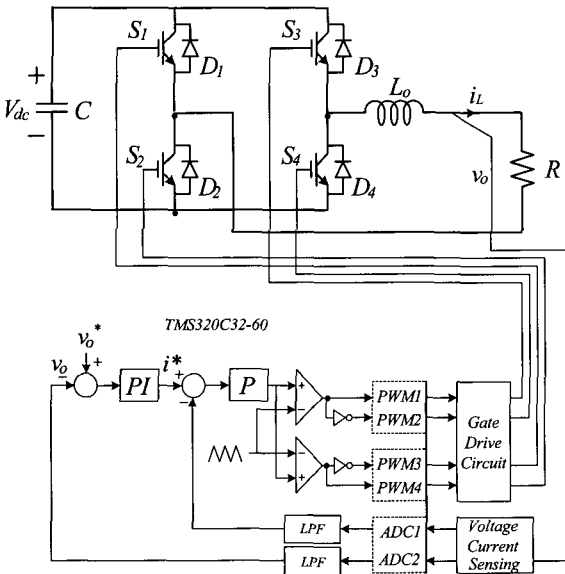 S1
S3
D1
D3
Lo
iL
+
Vdc
C
−
S2
S4
D2
D4
vo
R
TMS320C32-60
vo*
vo
+
−
PI
i*
+
−
P
+
−
PWM1
PWM2
−
+
PWM3
PWM4
Gate
Drive
Circuit
LPF
ADC1
LPF
ADC2
Voltage
Current
Sensing